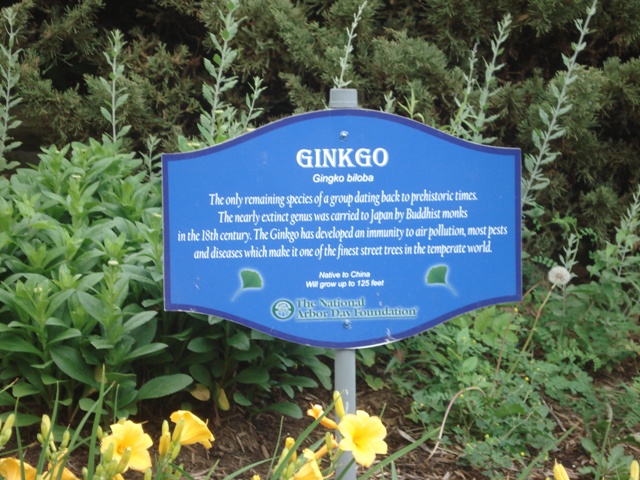 GINKGO
Gingko biloba
The only remaining species of a group dating back to prehistoric times.
The nearly extinct genus was carried to Japan by Buddhist monks
in the 18th century. The Ginkgo has developed an immunity to air pollution, most pests
and diseases which make it one of the finest street trees in the temperate world.
Native to China
Will grow up to 125 feet
The National
Arbor Day Foundation